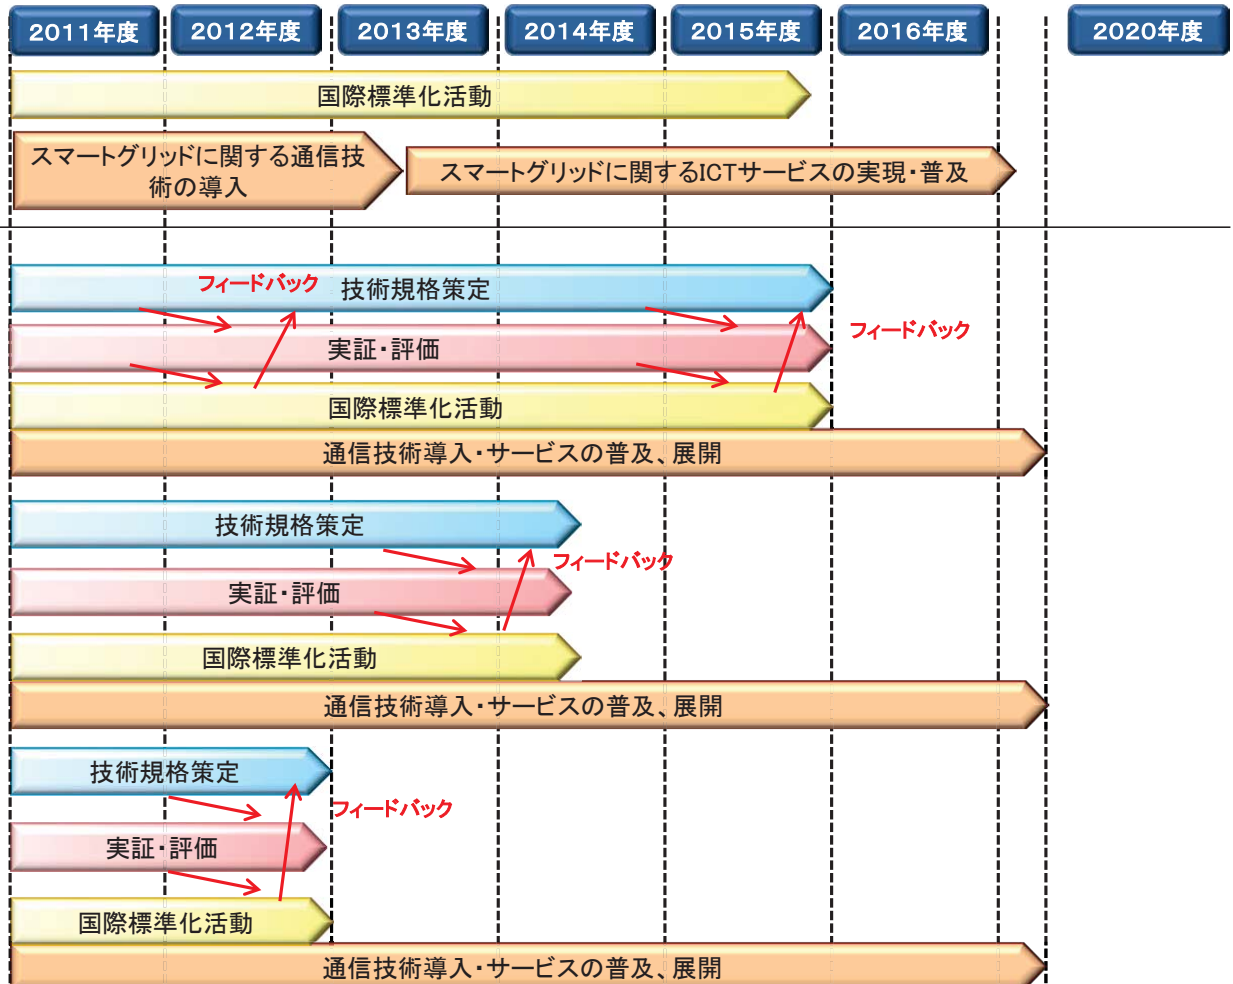 2011年度
2012年度
2013年度
2014年度
2015年度
2016年度
2020年度
国際標準化活動
スマートグリッドに関する通信技
術の導入
スマートグリッドに関するICTサービスの実現・普及
フィードバック
技術規格策定
実証・評価
フィードバック
国際標準化活動
通信技術導入・サービスの普及、展開
技術規格策定
フィードバック
実証・評価
国際標準化活動
通信技術導入・サービスの普及、展開
技術規格策定
フィードバック
実証・評価
国際標準化活動
通信技術導入・サービスの普及、展開